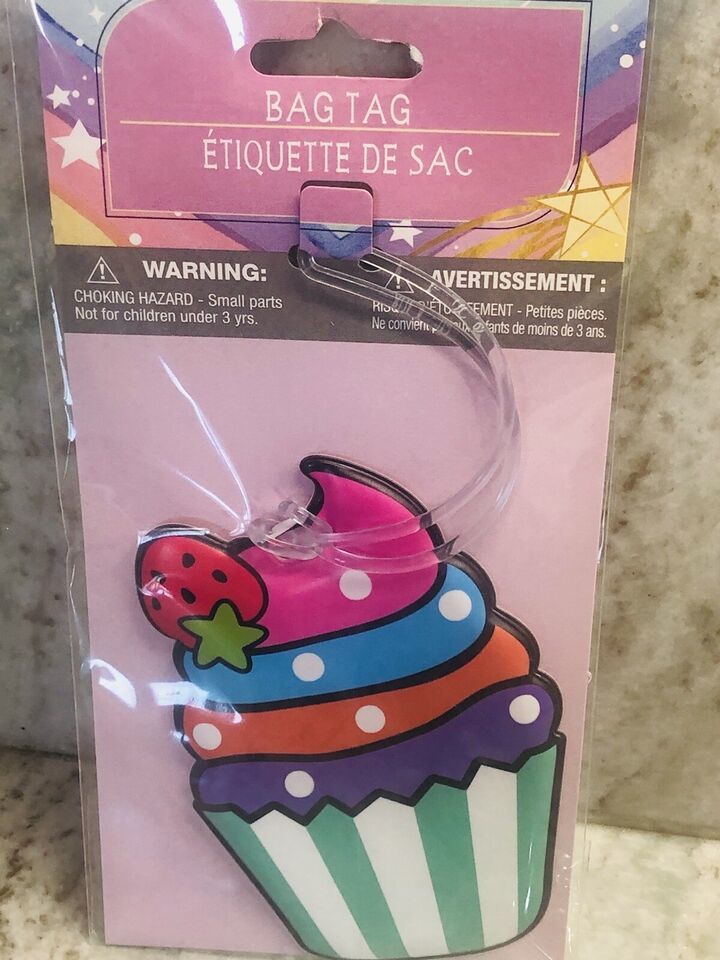 BAG TAG
ÉTIQUETTE DE SAC
WARNING:
CHOKING HAZARD - Small parts
Not for children under 3 yrs.
AVERTISSEMENT :
- Petites pièces.
Ne convient enfants de moins de 3 ans.